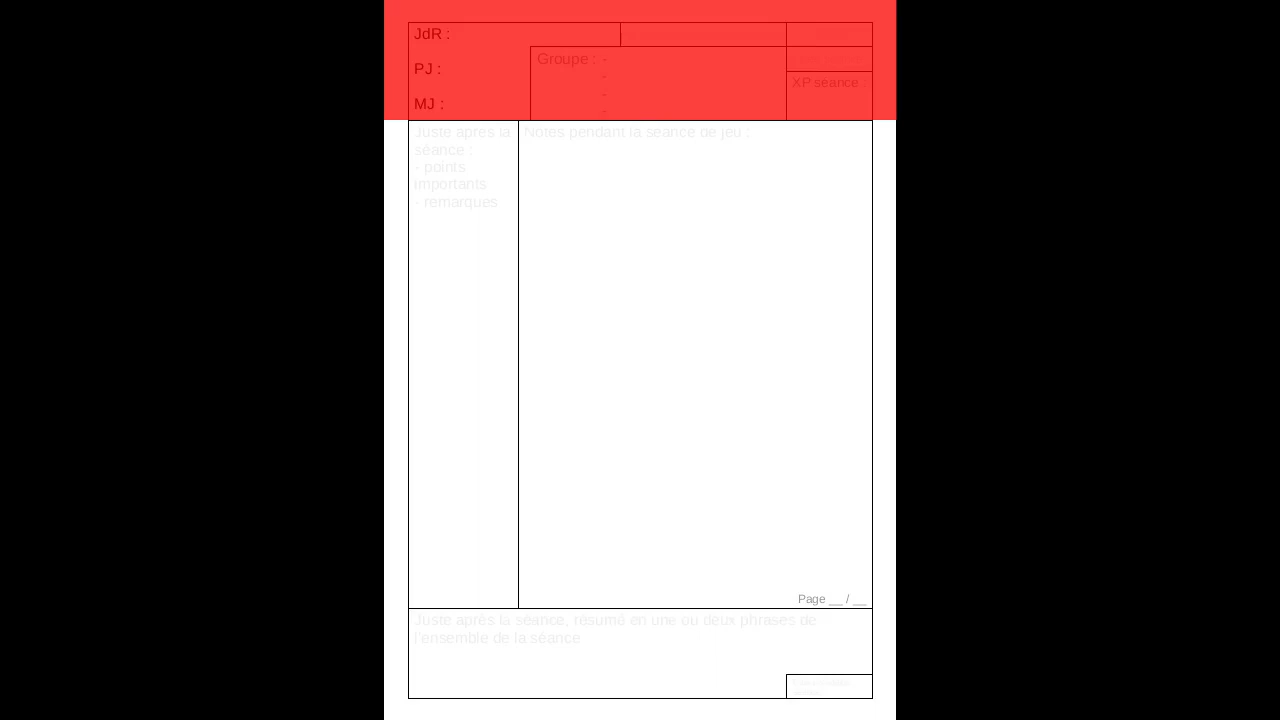 JdR :
Groupe : -
PJ :
-
XP séance :
-
MJ :
-
Juste après la
séance :
- points
importants
- remarques
Notes pendant la séance de jeu :
Page __ / __
Juste après la séance, résumé en une ou deux phrases de
l'ensemble de la séance